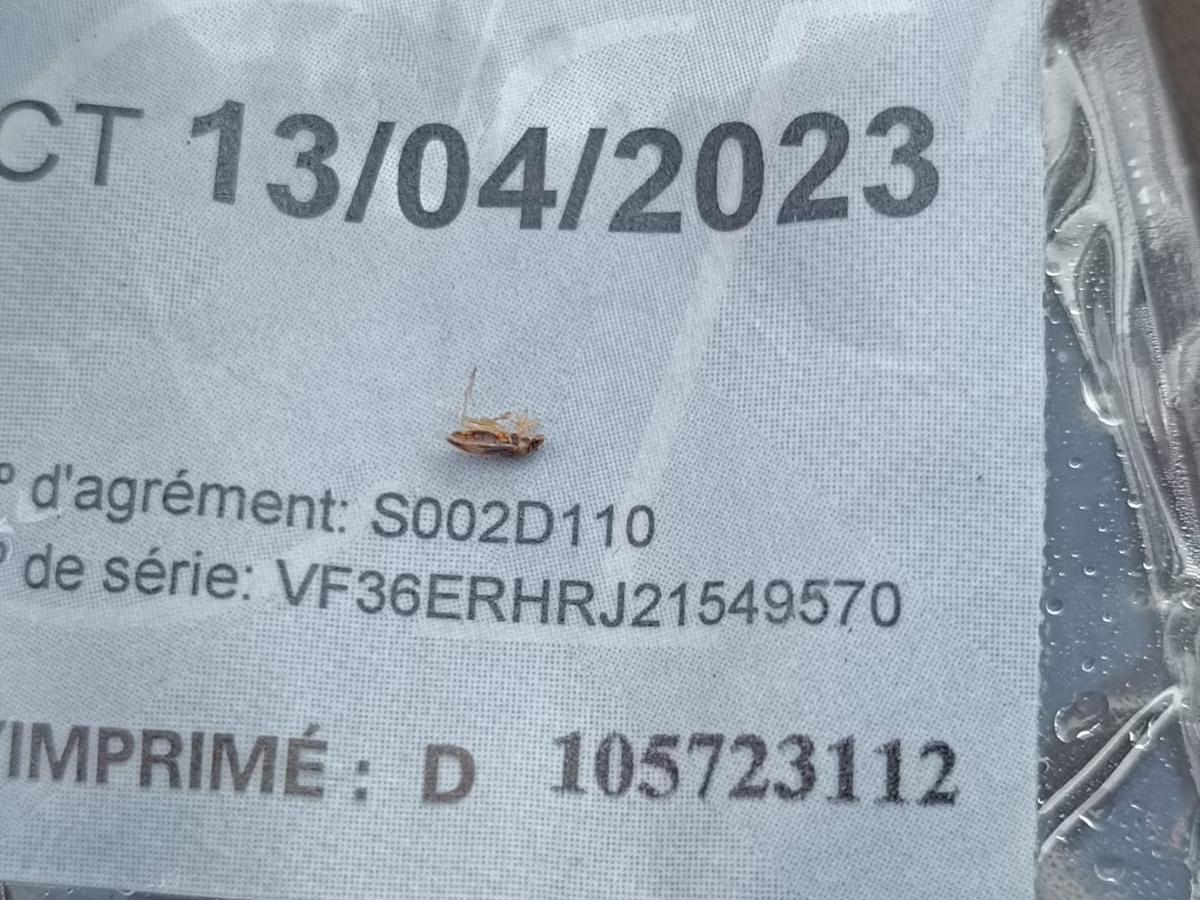 CT 13/04/2023
° d'agrément: S002D110
° de série: VF36ERHRJ21549570
'IMPRIMÉ : D 105723112